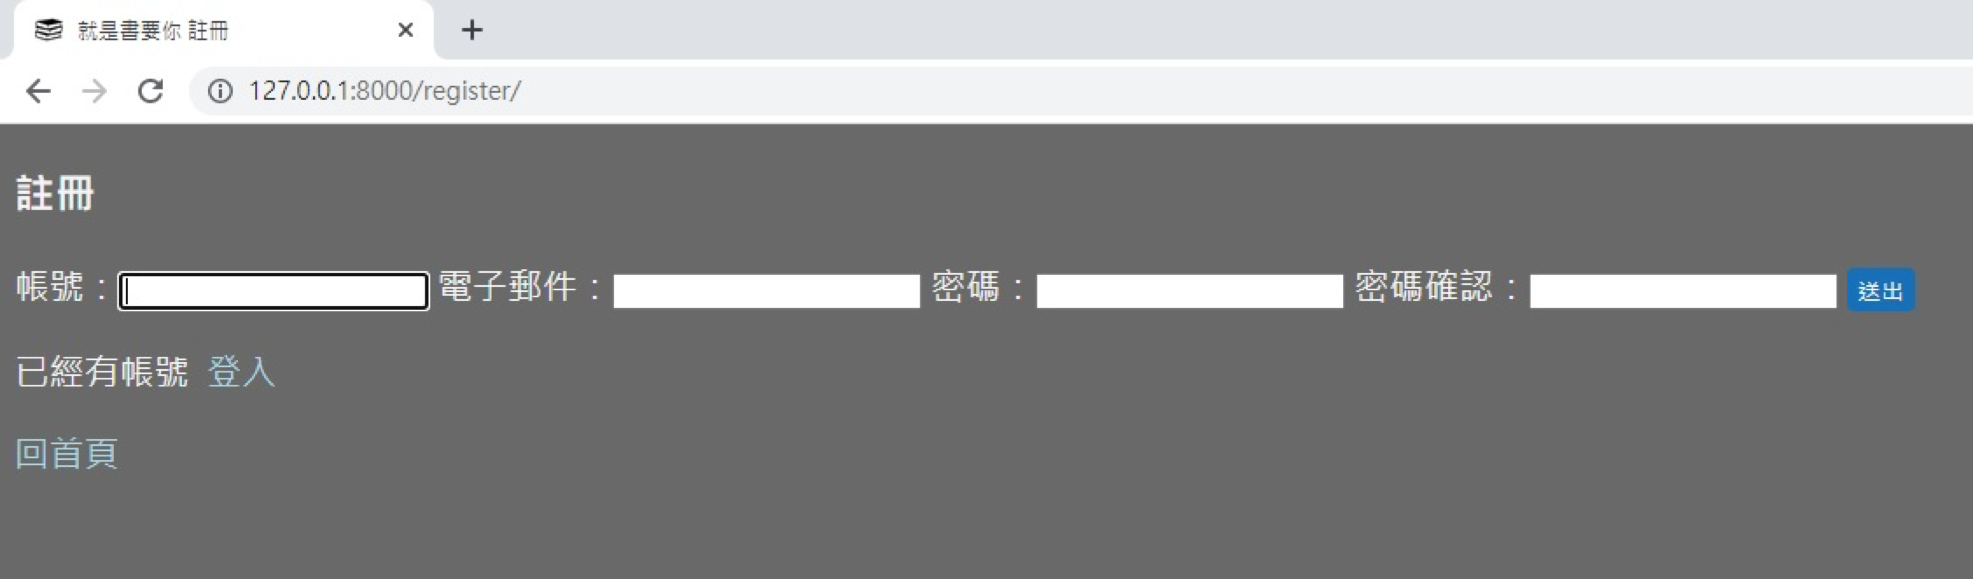 就是書要你 註冊
127.0.0.1:8000/register/
註冊
帳號：電子郵件：密碼：密碼確認：送出
已經有帳號 登入
回首頁